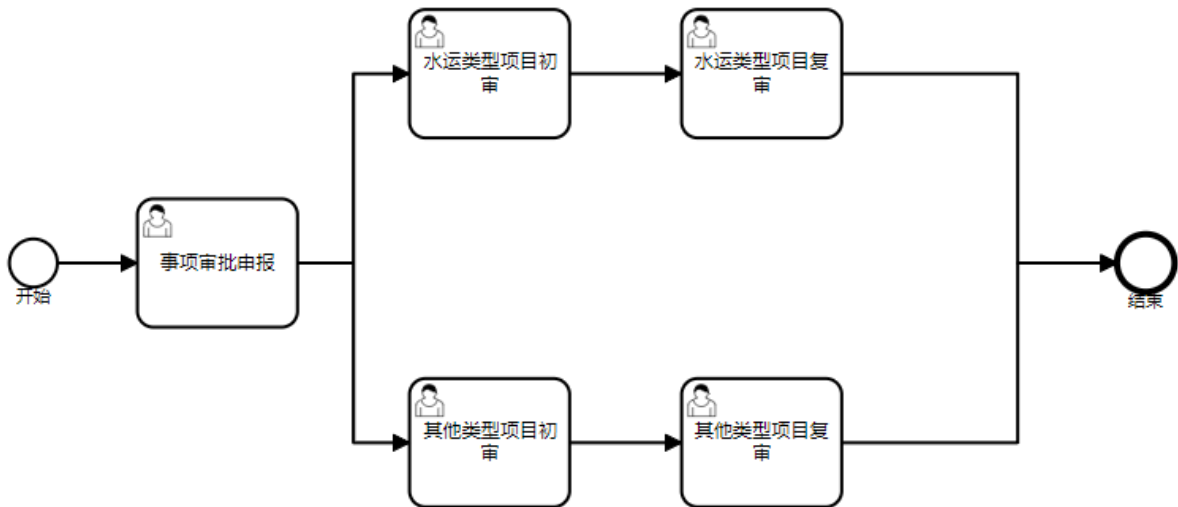 水运类型项目初
审
水运类型项目复
审
事项审批申报
开始
结束
其他类型项目初
审
其他类型项目复
审